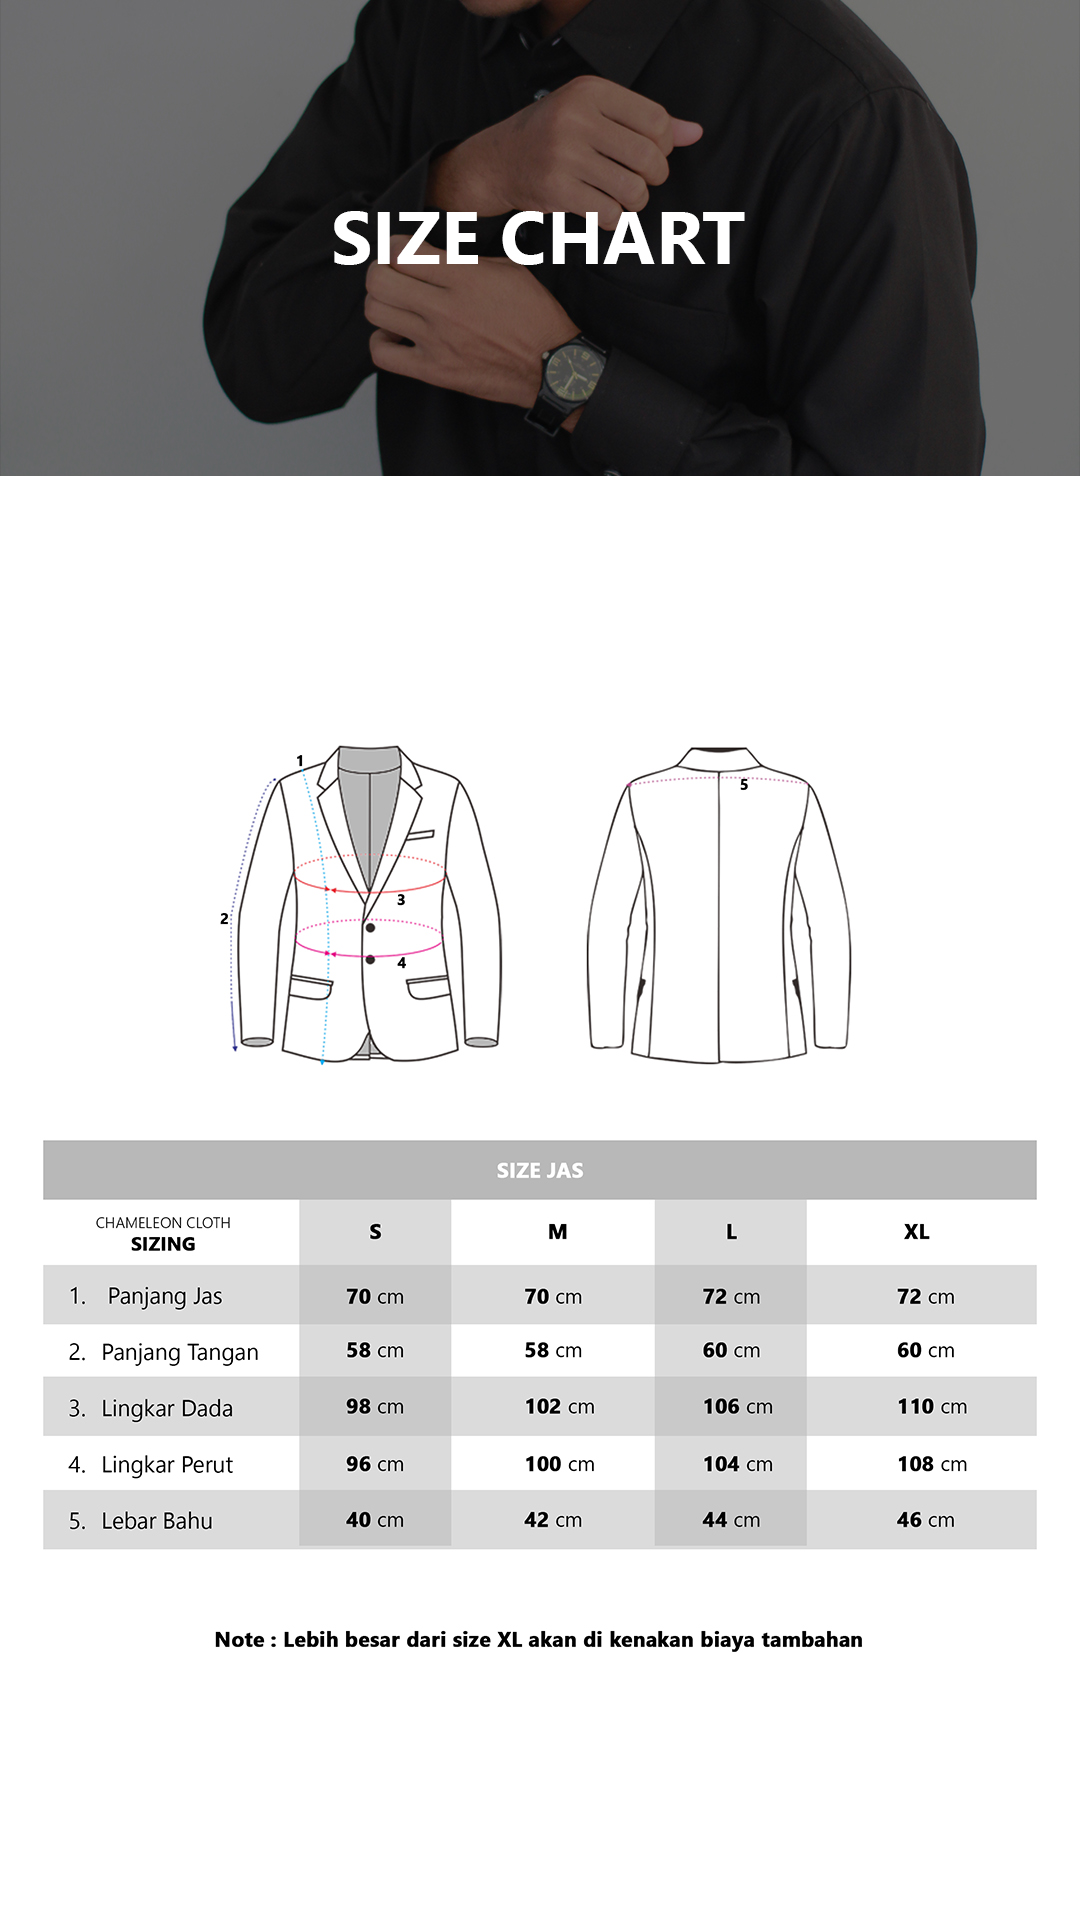 SIZE CHART
1
2
3
4
5
SIZE JAS
CHAMELEON CLOTH
SIZING
S M L XL
1. Panjang Jas 70 cm 70 cm 72 cm 72 cm
2. Panjang Tangan 58 cm 58 cm 60 cm 60 cm
3. Lingkar Dada 98 cm 102 cm 106 cm 110 cm
4. Lingkar Perut 96 cm 100 cm 104 cm 108 cm
5. Lebar Bahu 40 cm 42 cm 44 cm 46 cm
Note : Lebih besar dari size XL akan di kenakan biaya tambahan